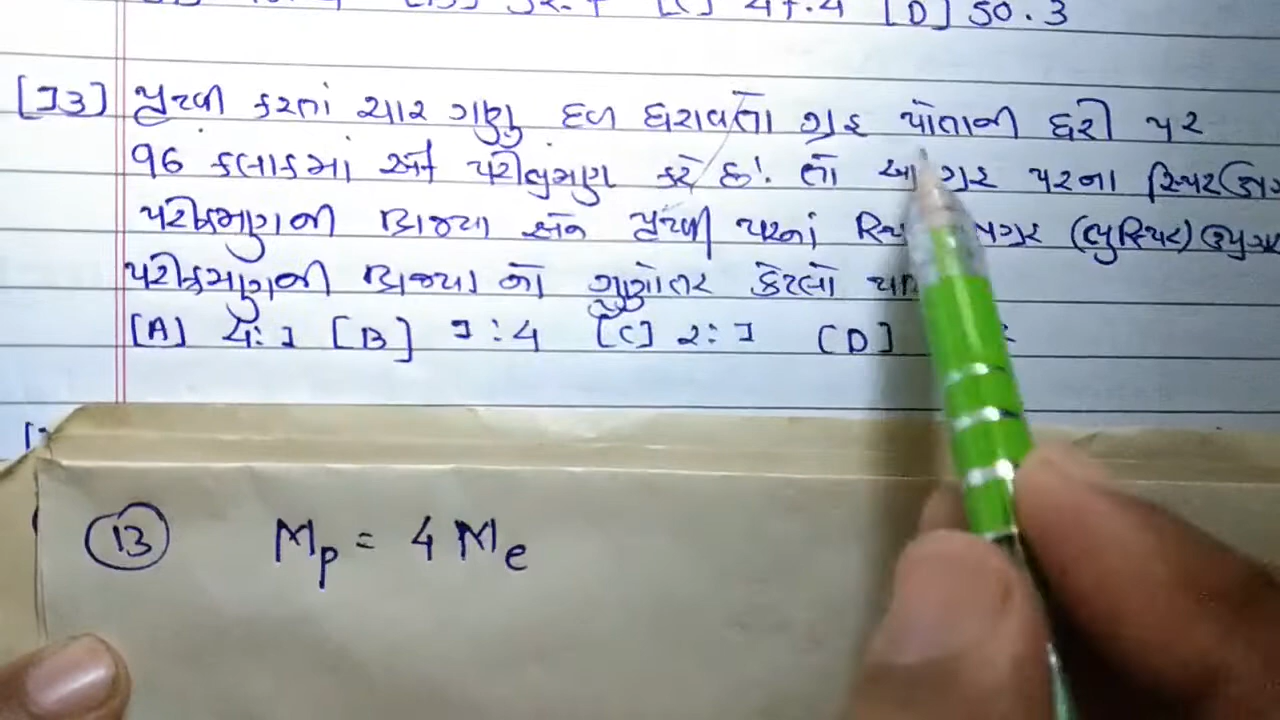 [C] 47.4 [D] 50.3
[13] પૃથ્વી કરતાં ચાર ગણુ દળ ધરાવતો ગ્રહ પોતાની ધરી પર
96 કલાકમાં એક પરીભ્રમણ કરે છે. તો આ ગ્રહ પરના સ્થિર
પરીક્રમણની ત્રિજ્યા અને પૃથ્વી પરનાં (ભુસ્થિર)
પરીક્રમણની ત્રિજ્યા નો ગુણોતર કેટલો
[A] 4:1 [B] 1:4 [C] 2:1 [D]
13 Mp = 4 Me